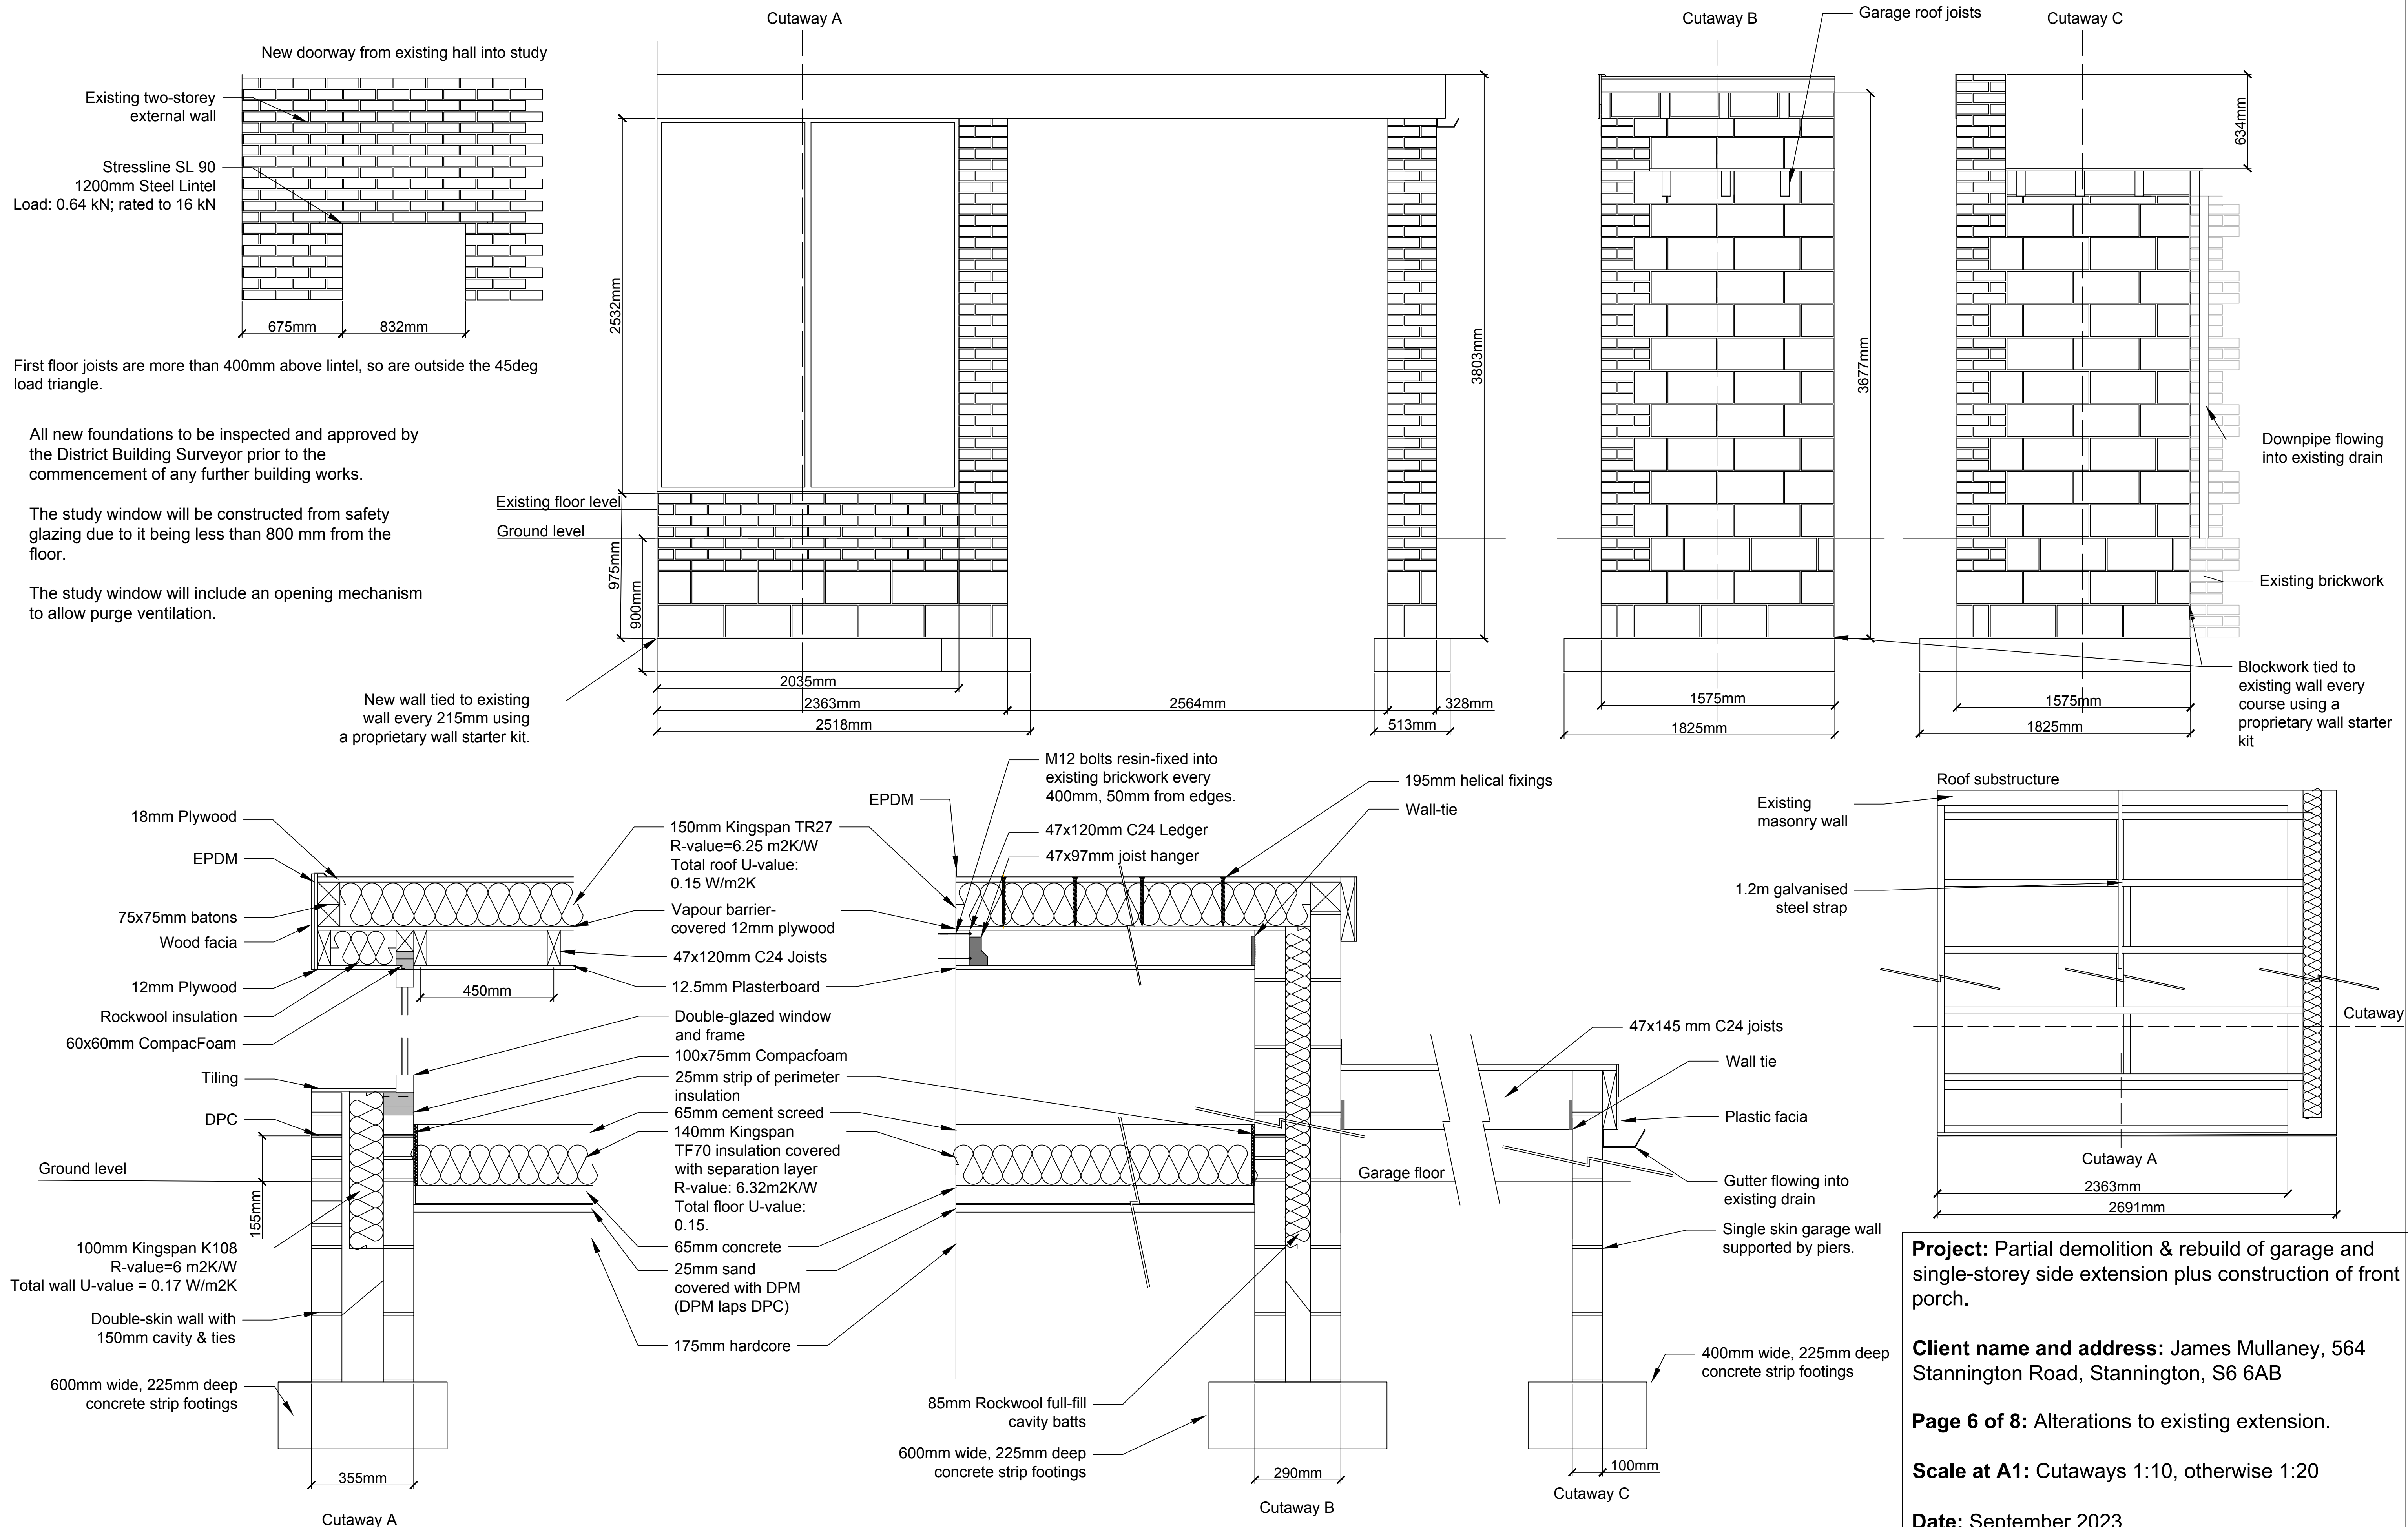 Cutaway A
Cutaway B
Garage roof joists
Cutaway C
New doorway from existing hall into study
Existing two-storey
external wall
Stressline SL 90
1200mm Steel Lintel
Load: 0.64 kN; rated to 16 kN
675mm
832mm
First floor joists are more than 400mm above lintel, so are outside the 45deg
load triangle.
All new foundations to be inspected and approved by
the District Building Surveyor prior to the
commencement of any further building works.
The study window will be constructed from safety
glazing due to it being less than 800 mm from the
floor.
The study window will include an opening mechanism
to allow purge ventilation.
2532mm
Existing floor level
Ground level
975mm
900mm
3803mm
2035mm
2363mm
2564mm
328mm
2518mm
513mm
New wall tied to existing
wall every 215mm using
a proprietary wall starter kit.
3677mm
1575mm
1825mm
634mm
Downpipe flowing
into existing drain
Existing brickwork
1575mm
1825mm
Blockwork tied to
existing wall every
course using a
proprietary wall starter
kit
18mm Plywood
EPDM
75x75mm batons
Wood facia
12mm Plywood
Rockwool insulation
60x60mm CompacFoam
450mm
Tiling
DPC
Ground level
155mm
100mm Kingspan K108
R-value=6 m2K/W
Total wall U-value = 0.17 W/m2K
Double-skin wall with
150mm cavity & ties
600mm wide, 225mm deep
concrete strip footings
355mm
Cutaway A
150mm Kingspan TR27
R-value=6.25 m2K/W
Total roof U-value:
0.15 W/m2K
Vapour barrier-
covered 12mm plywood
47x120mm C24 Joists
12.5mm Plasterboard
Double-glazed window
and frame
100x75mm Compacfoam
25mm strip of perimeter
insulation
65mm cement screed
140mm Kingspan
TF70 insulation covered
with separation layer
R-value: 6.32m2K/W
Total floor U-value:
0.15.
65mm concrete
25mm sand
covered with DPM
(DPM laps DPC)
175mm hardcore
EPDM
M12 bolts resin-fixed into
existing brickwork every
400mm, 50mm from edges.
47x120mm C24 Ledger
47x97mm joist hanger
195mm helical fixings
Wall-tie
47x145 mm C24 joists
Wall tie
Plastic facia
Garage floor
Gutter flowing into
existing drain
Single skin garage wall
supported by piers.
400mm wide, 225mm deep
concrete strip footings
85mm Rockwool full-fill
cavity batts
600mm wide, 225mm deep
concrete strip footings
290mm
Cutaway B
100mm
Cutaway C
Roof substructure
Existing
masonry wall
1.2m galvanised
steel strap
Cutaway
Cutaway A
2363mm
2691mm
Project: Partial demolition & rebuild of garage and
single-storey side extension plus construction of front
porch.
Client name and address: James Mullaney, 564
Stannington Road, Stannington, S6 6AB
Page 6 of 8: Alterations to existing extension.
Scale at A1: Cutaways 1:10, otherwise 1:20
Date: September 2023